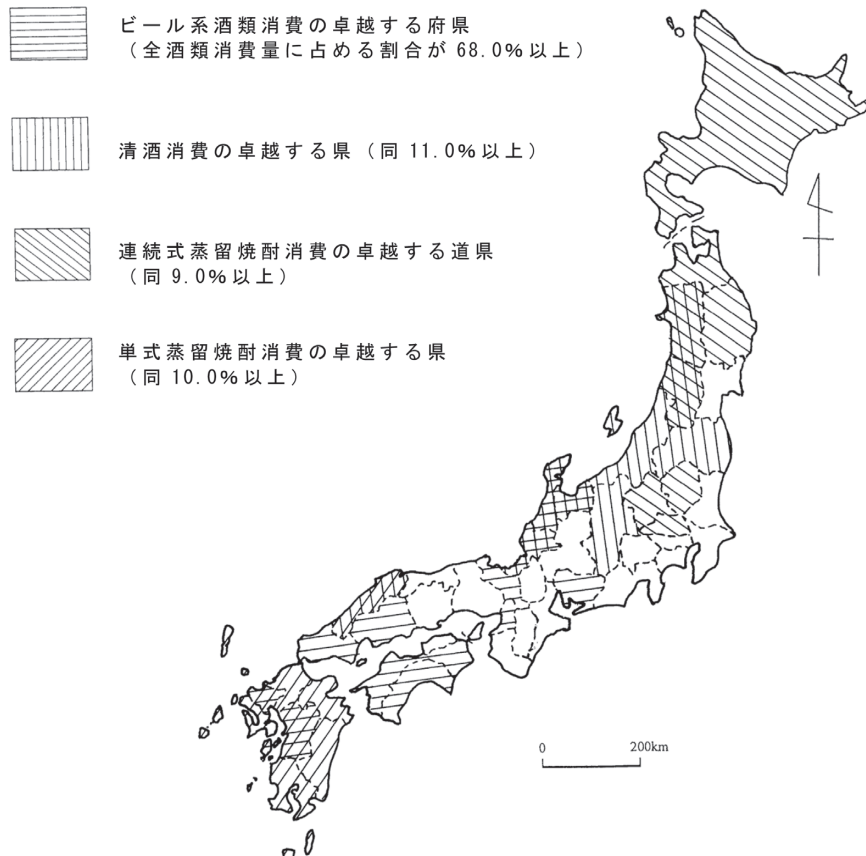 ビール系酒類消費の卓越する府県
（全酒類消費量に占める割合が 68.0%以上）
清酒消費の卓越する県（同 11.0%以上）
連続式蒸留焼酎消費の卓越する道県
（同 9.0%以上）
単式蒸留焼酎消費の卓越する県
（同 10.0%以上）
0 200km